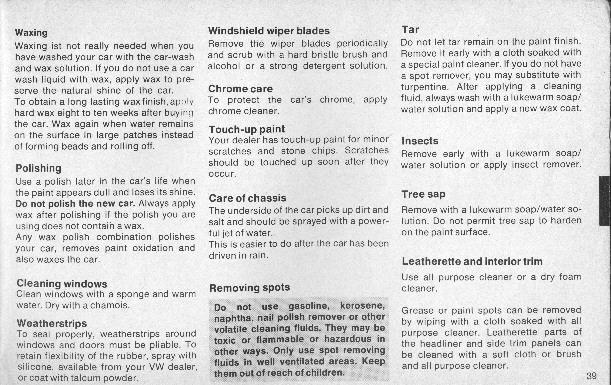 Waxing
Waxing ist not really needed when you
have washed your car with the car-wash
and wax solution. If you do not use a car
wash liquid with wax, apply wax to pre-
serve the natural shine of the car.
To obtain a long lasting wax finish, apply
hard wax eight to ten weeks after buying
the car. Wax again when water remains
on the surface in large patches instead
of forming beads and rolling off.
Polishing
Use a polish later in the car's life when
the paint appears dull and loses its shine.
Do not polish the new car. Always apply
wax after polishing if the polish you are
using does not contain a wax.
Any wax polish combination polishes
your car, removes paint oxidation and
also waxes the car.
Cleaning windows
Clean windows with a sponge and warm
water. Dry with a chamois.
Weatherstrips
To seal properly, weatherstrips around
windows and doors must be pliable. To
retain flexibility of the rubber, spray with
silicone, available from your VW dealer,
or coat with talcum powder.
Windshield wiper blades
Remove the wiper blades periodically
and scrub with a hard bristle brush and
alcohol or a strong detergent solution.
Chrome care
To protect the car's chrome, apply
chrome cleaner.
Touch-up paint
Your dealer has touch-up paint for minor
scratches and stone chips. Scratches
should be touched up soon after they
occur.
Care of chassis
The underside of the car picks up dirt and
salt and should be sprayed with a power-
ful jet of water.
This is easier to do after the car has been
driven in rain.
Removing spots
Do not use gasoline, kerosene,
naphtha, nail polish remover or other
volatile cleaning fluids. They may be
toxic or flammable or hazardous in
other ways. Only use spot removing
fluids in well ventilated areas. Keep
them out of reach of children.
Tar
Do not let tar remain on the paint finish.
Remove it early with a cloth soaked with
a special paint cleaner. If you do not have
a spot remover, you may substitute with
turpentine. After applying a cleaning
fluid, always wash with a lukewarm soap/
water solution and apply a new wax coat.
Insects
Remove early with a lukewarm soap/
water solution or apply insect remover.
Tree sap
Remove with a lukewarm soap/water so-
lution. Do not permit tree sap to harden
on the paint surface.
Leatherette and interior trim
Use all purpose cleaner or a dry foam
cleaner.
Grease or paint spots can be removed
by wiping with a cloth soaked with all
purpose cleaner. Leatherette parts of
the headliner and side trim panels can
be cleaned with a soft cloth or brush
and all purpose cleaner.
39